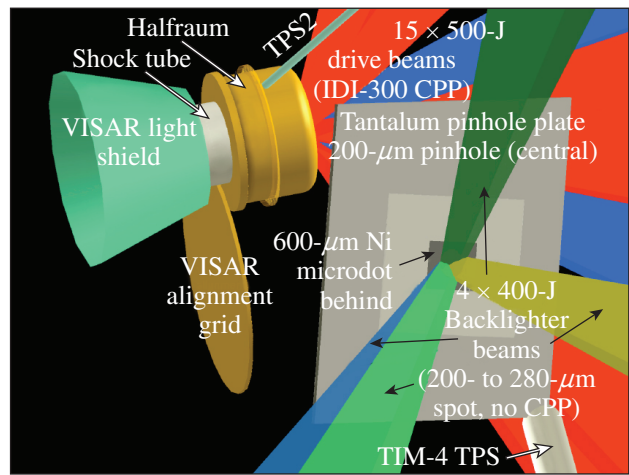 Halfraum
Shock tube
VISAR light
shield
TPS2
15 × 500-J
drive beams
(IDI-300 CPP)
Tantalum pinhole plate
200-μm pinhole (central)
600-μm Ni
microdot
behind
VISAR
alignment
grid
4 × 400-J
Backlighter
beams
(200- to 280-μm
spot, no CPP)
TIM-4 TPS